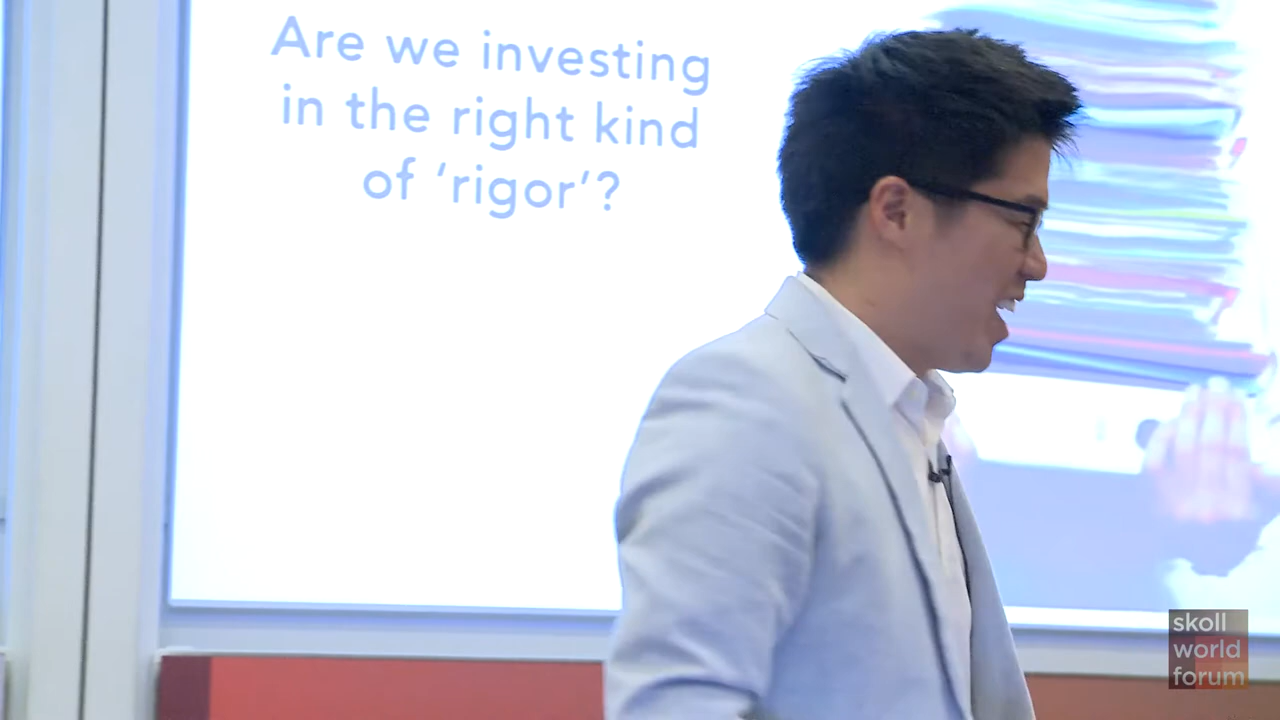 Are we investing
in the right kind
of ‘rigor’?
skoll
world
forum